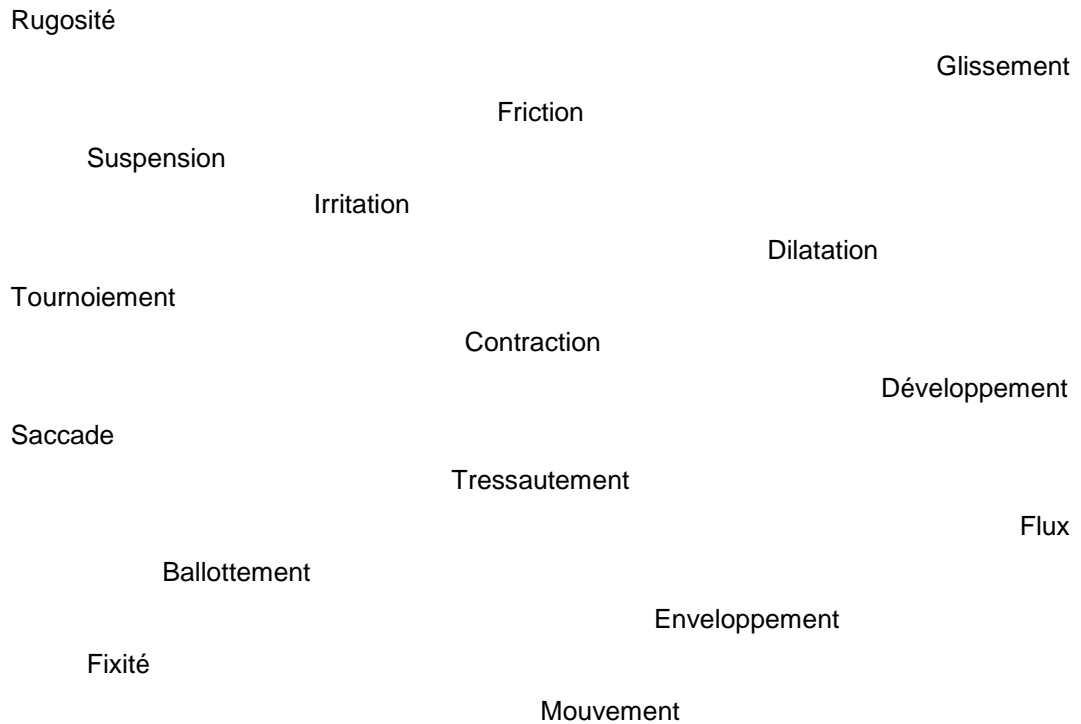 Rugosité
Glissement
Friction
Suspension
Irritation
Dilatation
Tournoiement
Contraction
Développement
Saccade
Tressautement
Flux
Ballottement
Enveloppement
Fixité
Mouvement